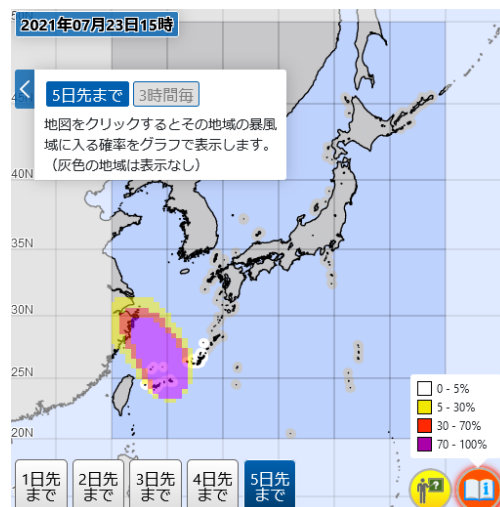 2021年07月23日15時
45N
5日先まで 3時間毎
地図をクリックするとその地域の暴風
域に入る確率をグラフで表示します。
（灰色の地域は表示なし）
40N
35N
30N
25N
20N
0 - 5%
5 - 30%
30 - 70%
70 - 100%
1日先
まで
2日先
まで
3日先
まで
4日先
まで
5日先
まで
?